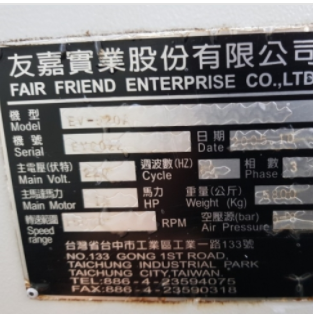 友嘉實業股份有限公司
FAIR FRIEND ENTERPRISE CO.,LTD
機型
Model
機號 日期
Serial Date
主電壓(伏特) 220 週波數(HZ) 相數 3
Main Volt. Cycle Phase
主馬達馬力 馬力 重量(公斤)
Main Motor HP Weight (Kg)
轉速範圍 RPM 空壓源(bar)
Speed range Air Pressure
台灣省台中市工業區工業一路133號
NO.133 GONG 1ST ROAD,
TAICHUNG INDUSTRIAL PARK
TAICHUNG CITY,TAIWAN.
TEL:886-4-23594075
FAX:886-4-23590318